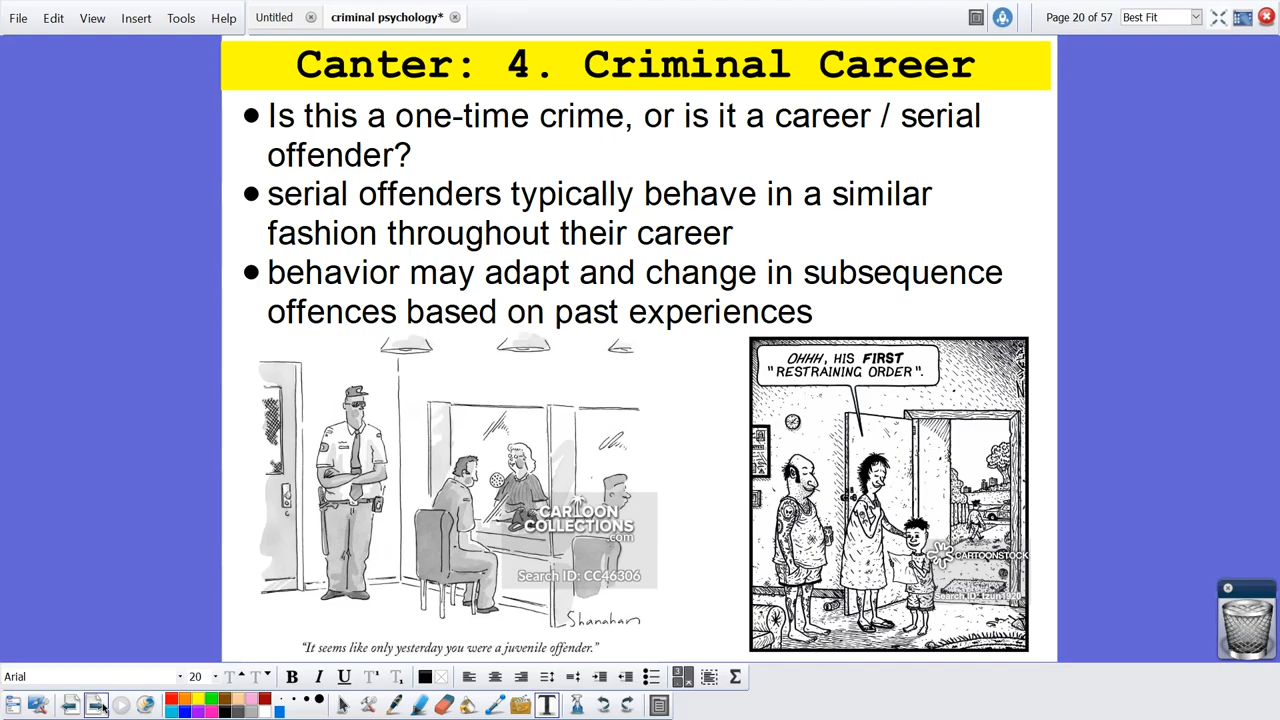 File Edit View Insert Tools Help
Untitled
criminal psychology*
Page 20 of 57
Best Fit
Canter: 4. Criminal Career
• Is this a one-time crime, or is it a career / serial
offender?
• serial offenders typically behave in a similar
fashion throughout their career
• behavior may adapt and change in subsequence
offences based on past experiences
CARTOON
COLLECTIONS
.com
Search ID: CC46306
Shanahan
"It seems like only yesterday you were a juvenile offender."
OHHH, HIS FIRST
"RESTRAINING ORDER".
CARTOONSTOCK
Search ID: tzun1920
Arial
20
B I U